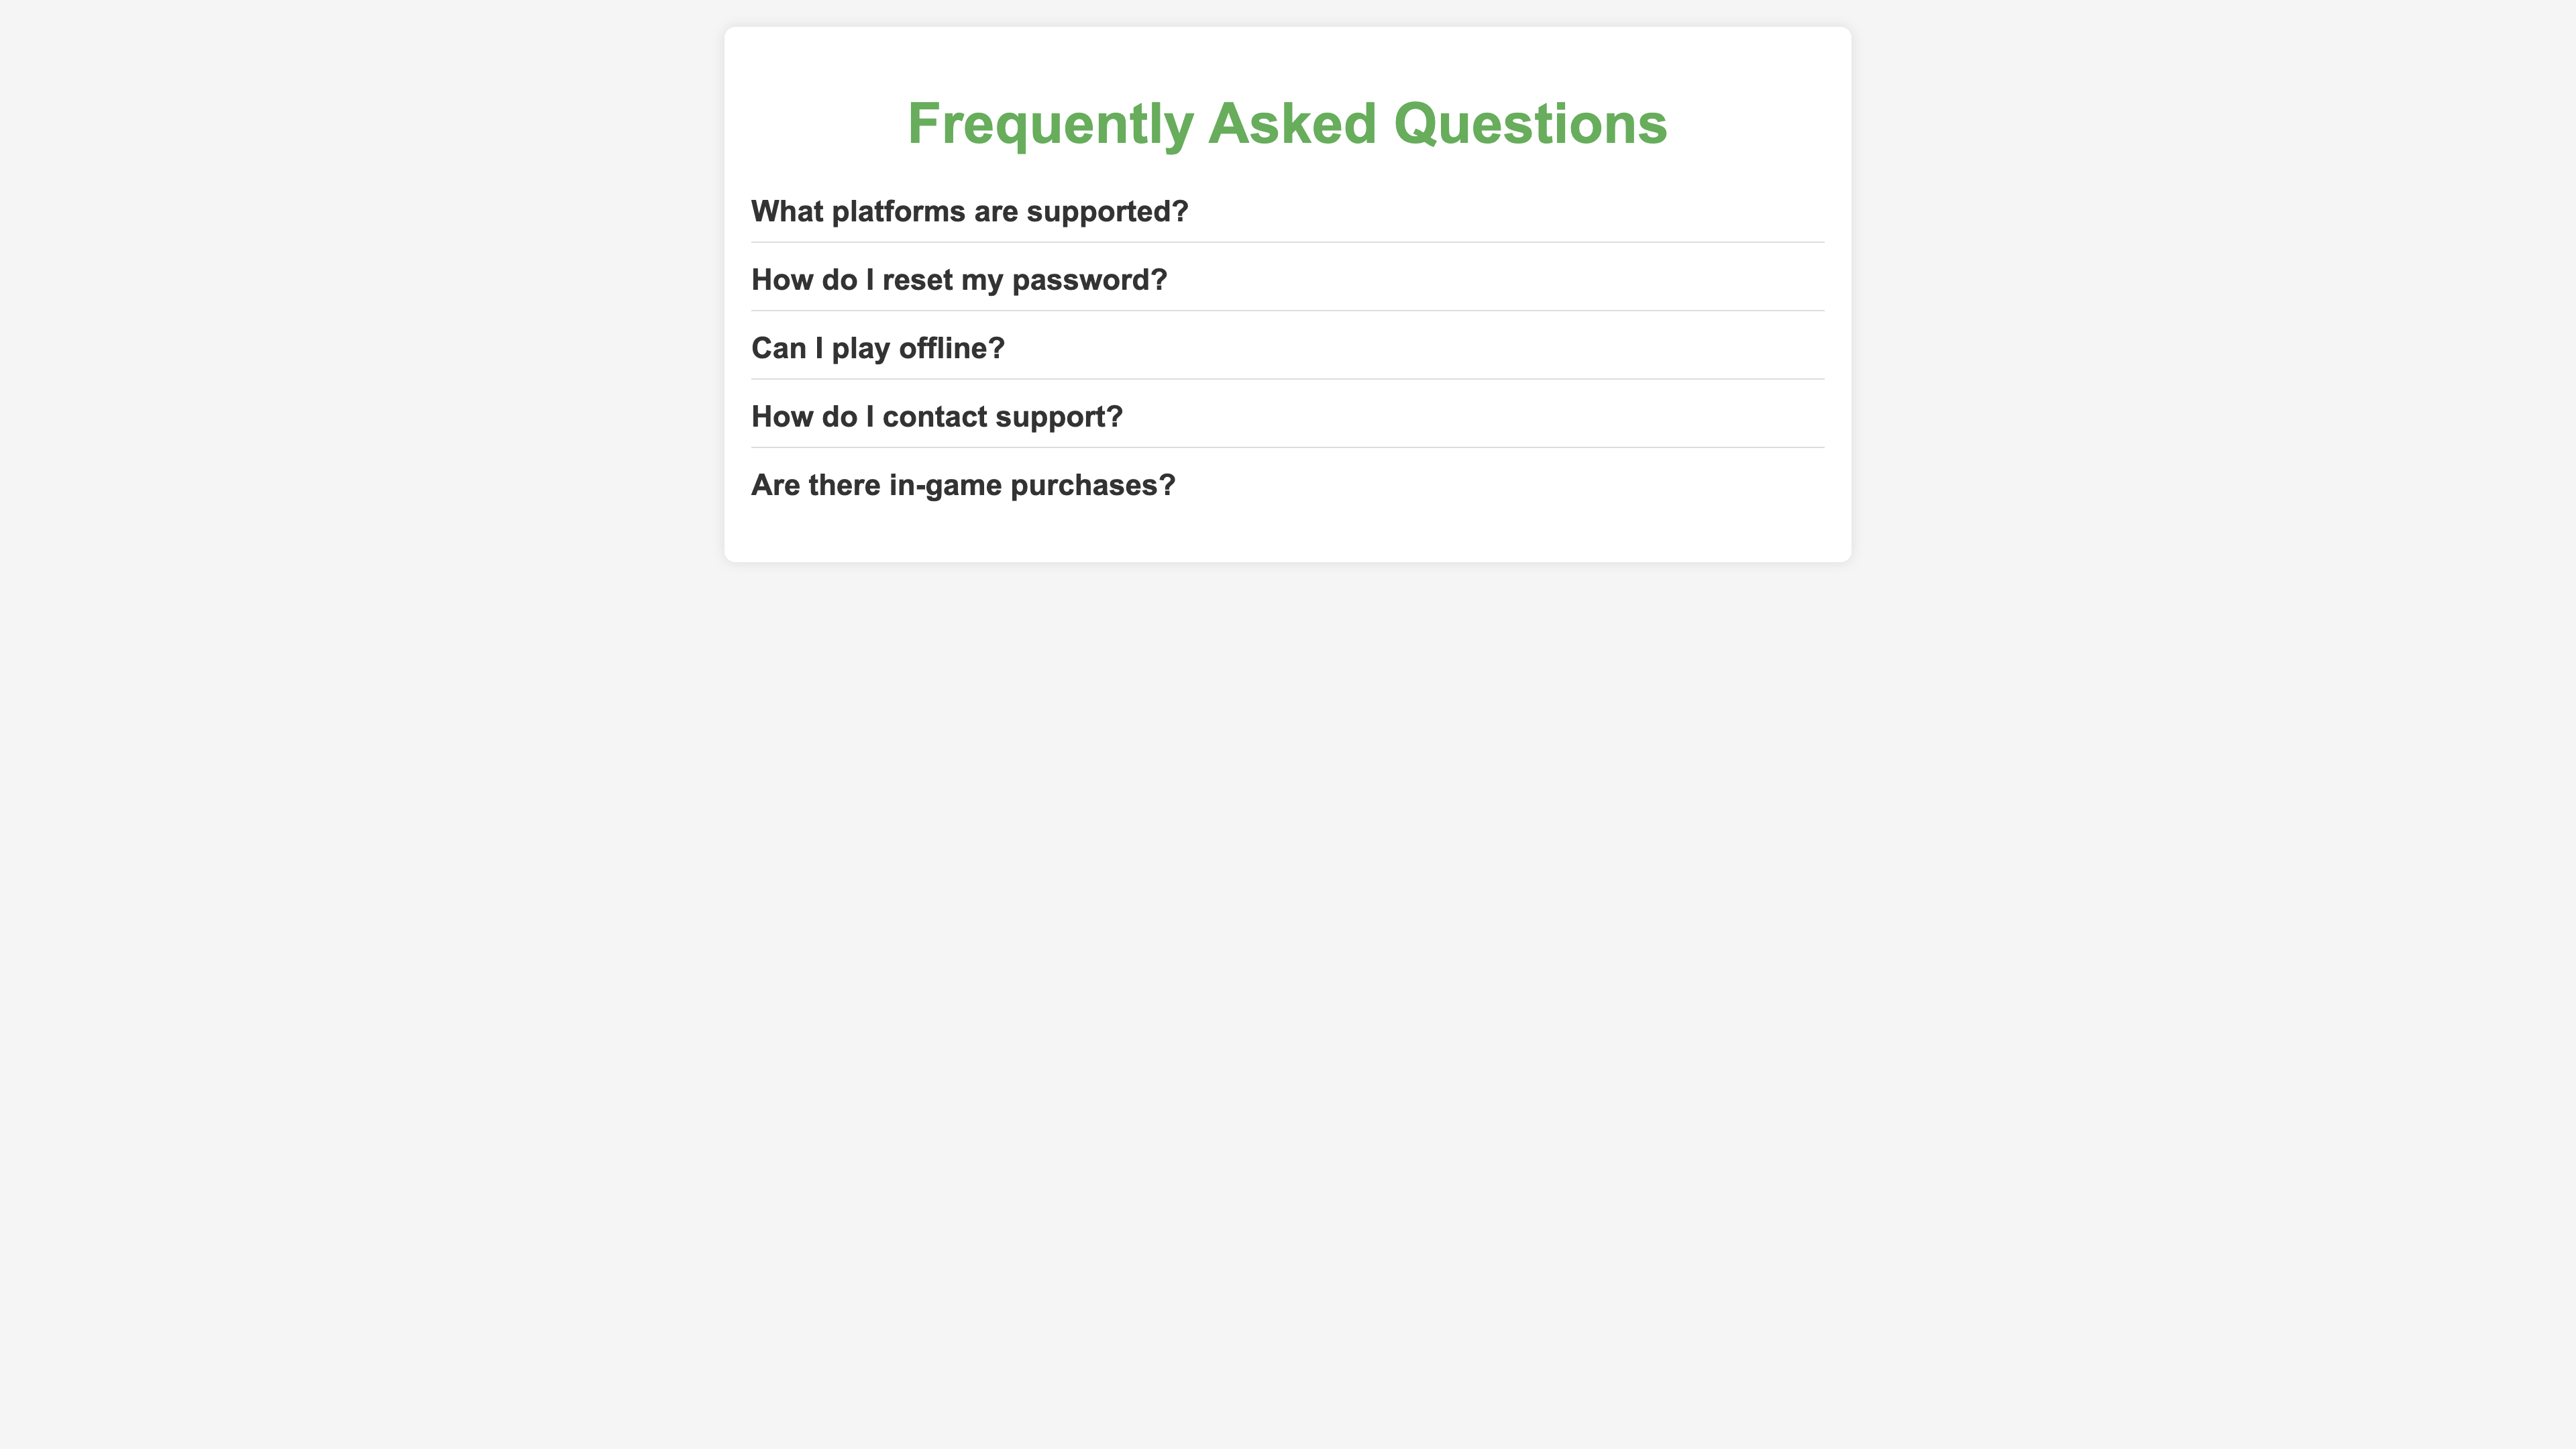 Frequently Asked Questions
What platforms are supported?
How do I reset my password?
Can I play offline?
How do I contact support?
Are there in-game purchases?